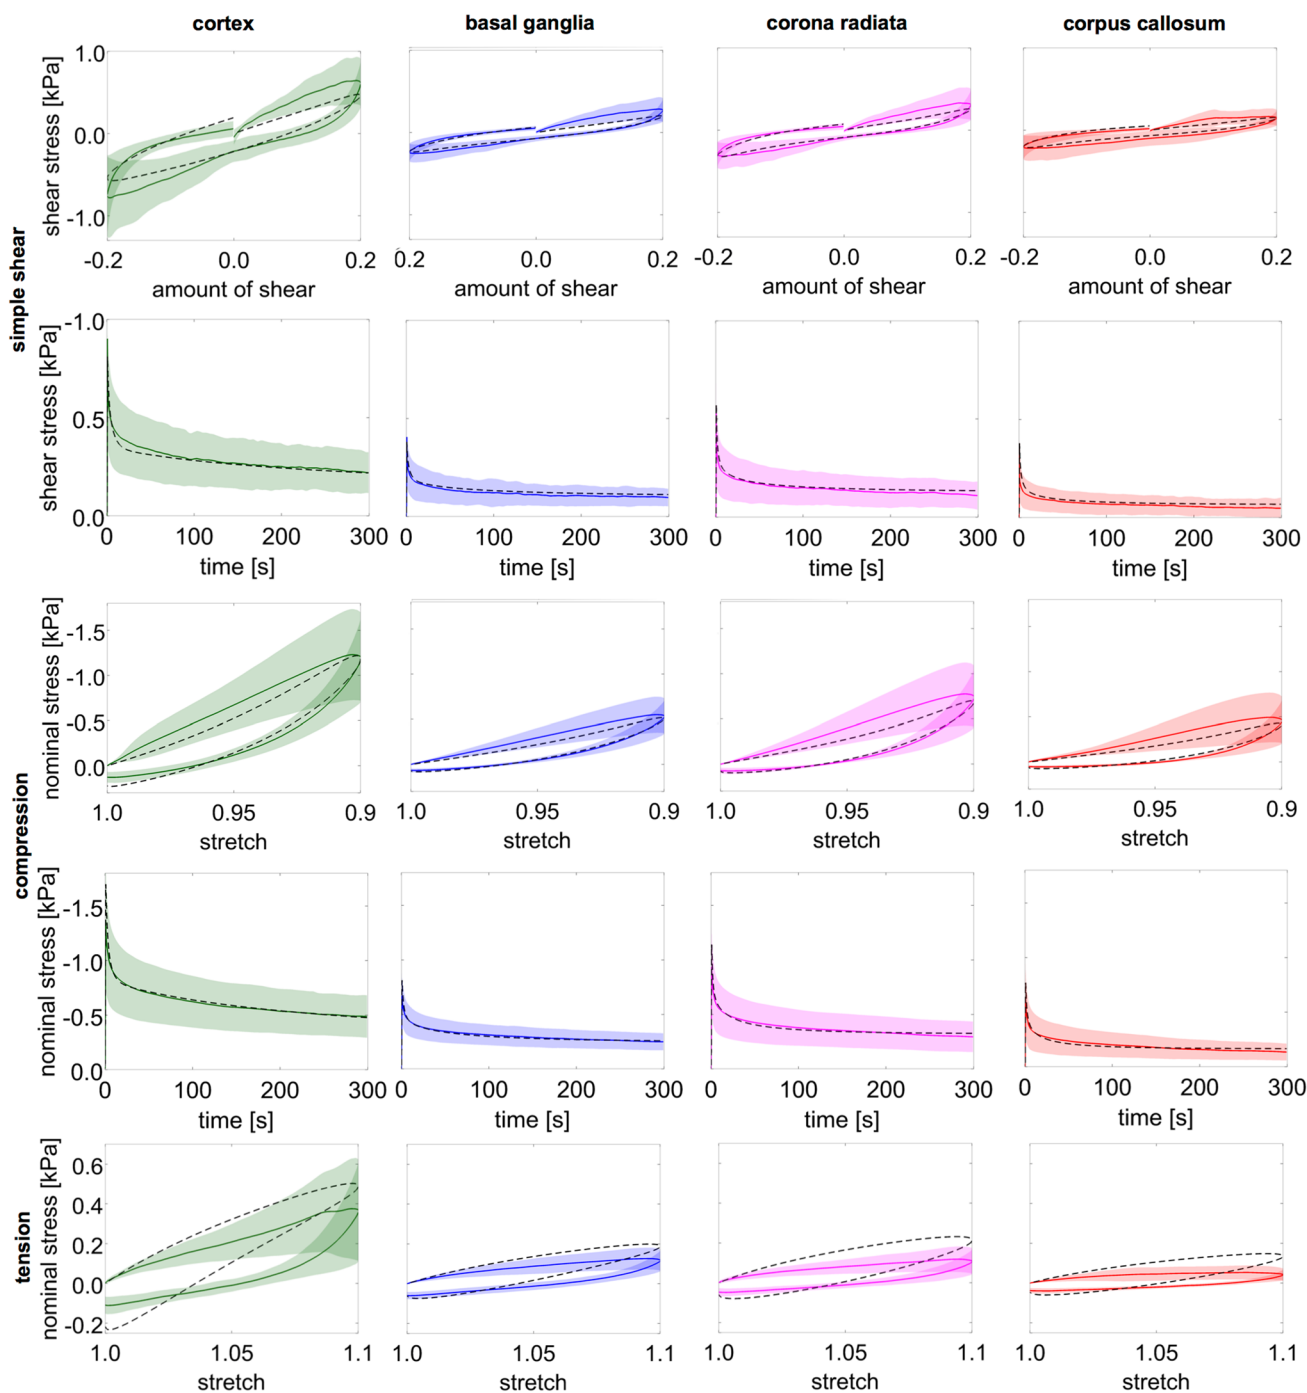 cortex basal ganglia corona radiata corpus callosum
simple shear
shear stress [kPa]
1.0
0.0
-1.0
-0.2 0.0 0.2 0.2 0.0 0.2 -0.2 0.0 0.2 -0.2 0.0 0.2
amount of shear amount of shear amount of shear amount of shear
shear stress [kPa]
-1.0
0.5
0.0
0 100 200 300 0 100 200 300 0 100 200 300 0 100 200 300
time [s] time [s] time [s] time [s]
compression
nominal stress [kPa]
-1.5
-1.0
-0.5
0.0
1.0 0.95 0.9 1.0 0.95 0.9 1.0 0.95 0.9 1.0 0.95 0.9
stretch stretch stretch stretch
nominal stress [kPa]
-1.5
-1.0
-0.5
0.0
0 100 200 300 0 100 200 300 0 100 200 300 0 100 200 300
time [s] time [s] time [s] time [s]
tension
nominal stress [kPa]
0.6
0.4
0.2
0.0
-0.2
1.0 1.05 1.1 1.0 1.05 1.1 1.0 1.05 1.1 1.0 1.05 1.1
stretch stretch stretch stretch